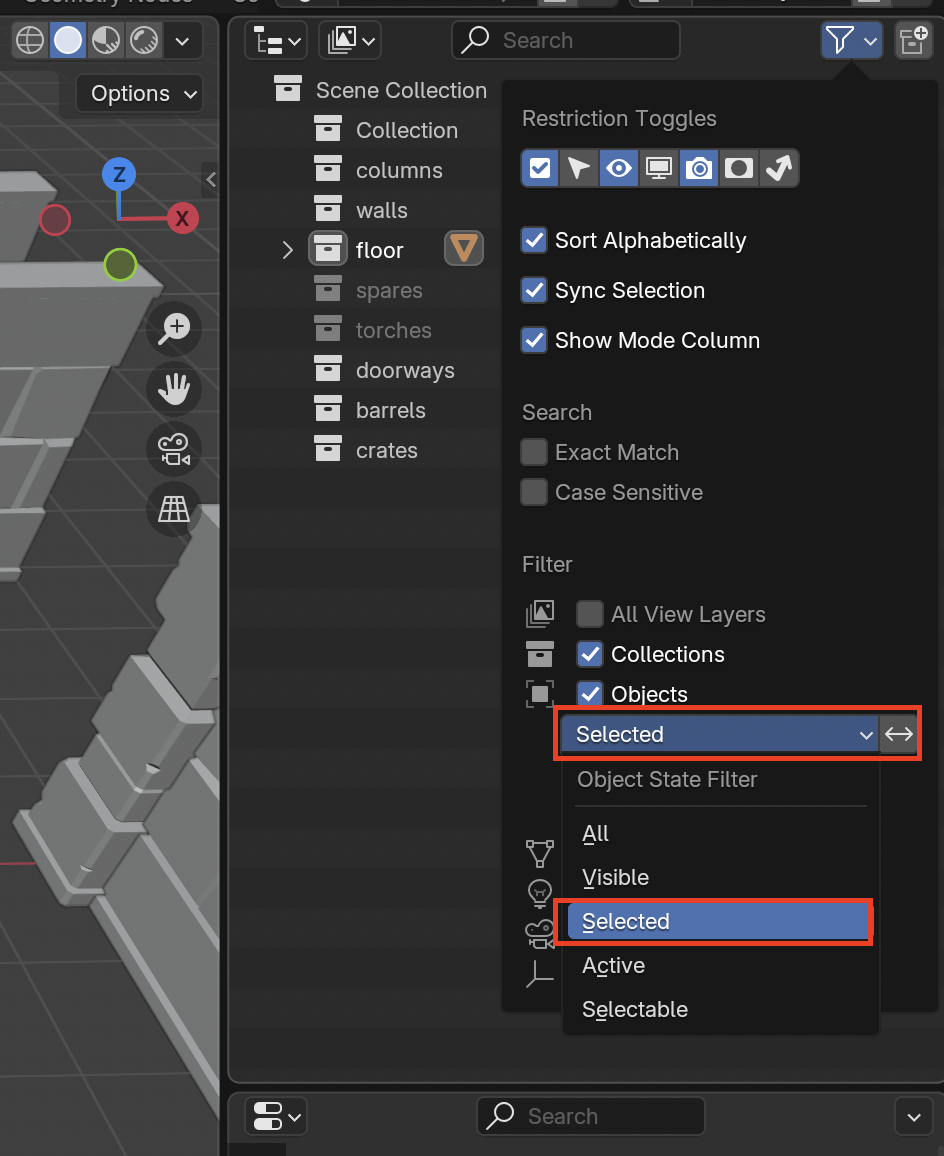 Search
Options
Z
X
Scene Collection
Collection
columns
walls
floor
spares
torches
doorways
barrels
crates
Restriction Toggles
Sort Alphabetically
Sync Selection
Show Mode Column
Search
Exact Match
Case Sensitive
Filter
All View Layers
Collections
Objects
Selected
Object State Filter
All
Visible
Selected
Active
Selectable
Search